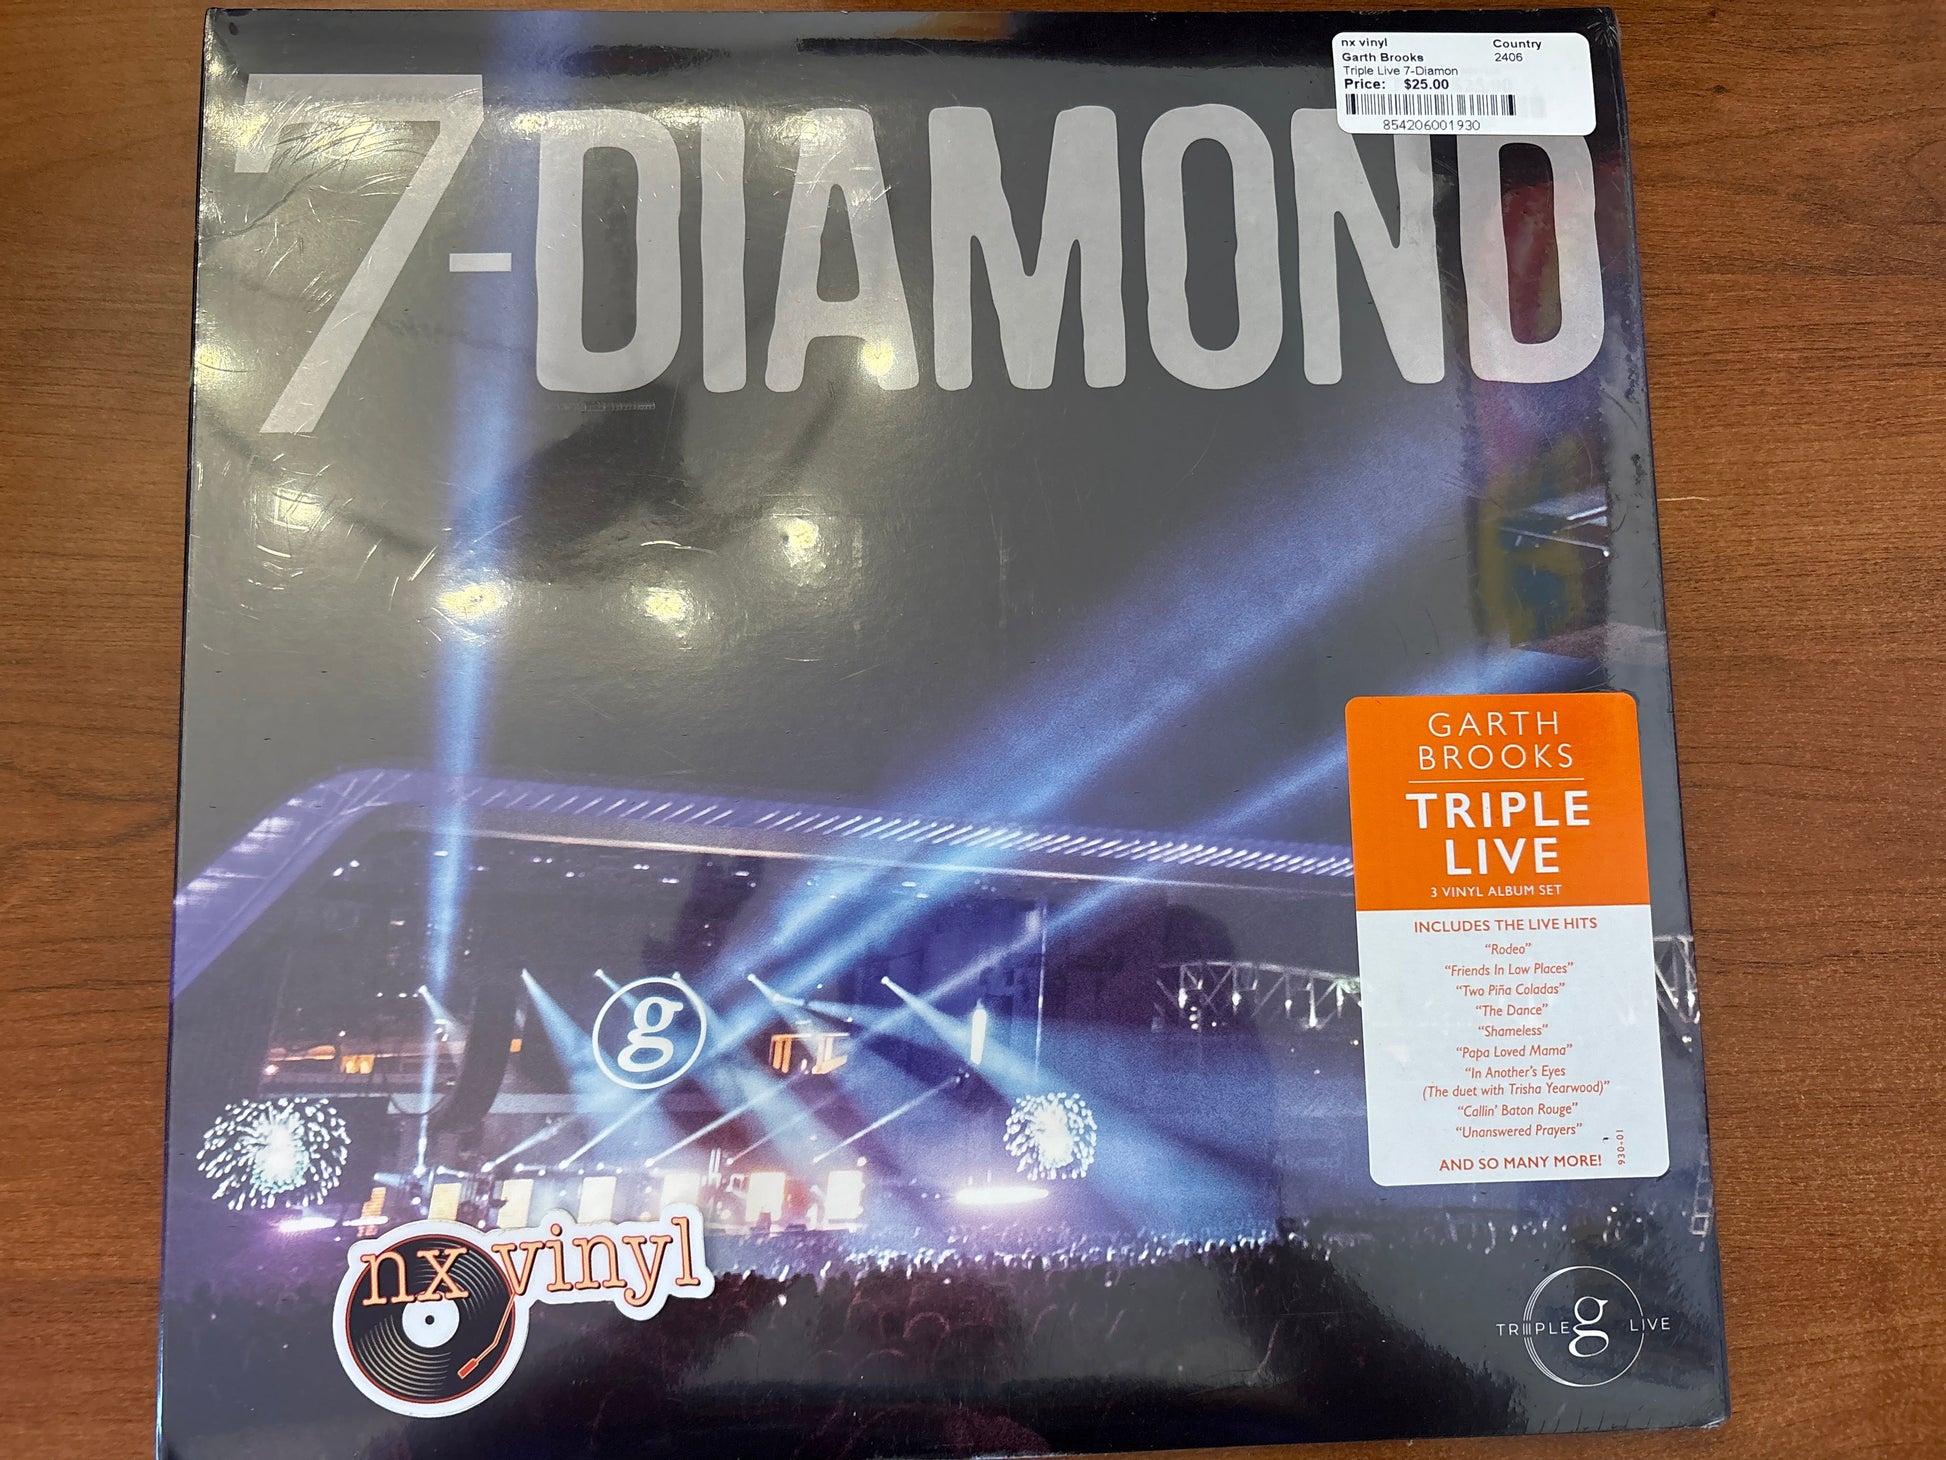 nx vinyl Country
Garth Brooks 2406
Triple Live 7-Diamon
Price: $25.00
854206001930
7-DIAMOND
GARTH
BROOKS
TRIPLE
LIVE
3 VINYL ALBUM SET
INCLUDES THE LIVE HITS
“Rodeo”
“Friends In Low Places”
“Two Piña Coladas”
“The Dance”
“Shameless”
“Papa Loved Mama”
“In Another’s Eyes
(The duet with Trisha Yearwood)”
“Callin’ Baton Rouge”
“Unanswered Prayers”
AND SO MANY MORE!
930-01
g
nx vinyl
TRIPLE g LIVE